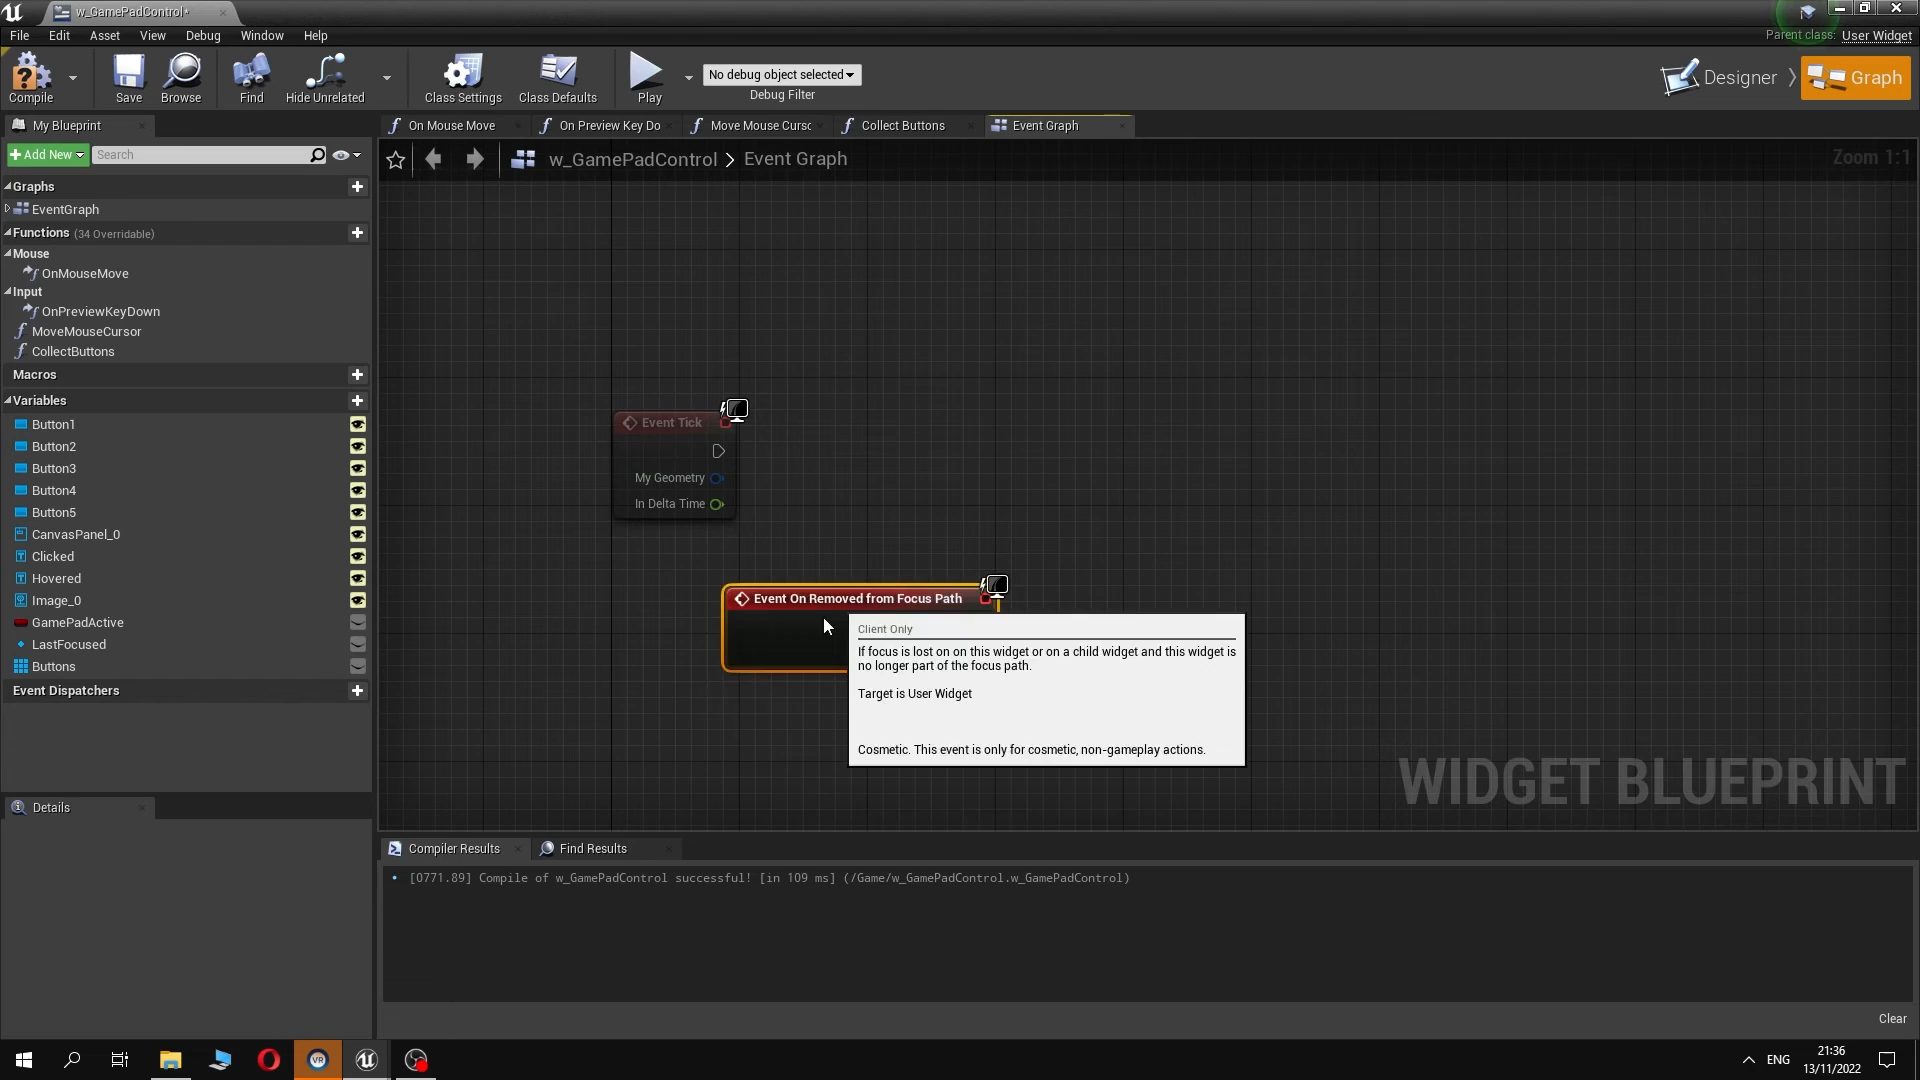 w_GamePadControl*
File Edit Asset View Debug Window Help
Parent class: User Widget
Compile Save Browse Find Hide Unrelated Class Settings Class Defaults Play
No debug object selected
Debug Filter
Designer Graph
My Blueprint
On Mouse Move On Preview Key Do Move Mouse Curso Collect Buttons Event Graph
Add New Search
w_GamePadControl > Event Graph
Zoom 1:1
Graphs
EventGraph
Functions (34 Overridable)
Mouse
OnMouseMove
Input
OnPreviewKeyDown
MoveMouseCursor
CollectButtons
Macros
Variables
Button1
Button2
Button3
Button4
Button5
CanvasPanel_0
Clicked
Hovered
Image_0
GamePadActive
LastFocused
Buttons
Event Dispatchers
Event Tick
My Geometry
In Delta Time
Event On Removed from Focus Path
Client Only
If focus is lost on on this widget or on a child widget and this widget is
no longer part of the focus path.
Target is User Widget
Cosmetic. This event is only for cosmetic, non-gameplay actions.
WIDGET BLUEPRINT
Details
Compiler Results Find Results
[0771.89] Compile of w_GamePadControl successful! [in 109 ms] (/Game/w_GamePadControl.w_GamePadControl)
Clear
VR
ENG
21:36
13/11/2022